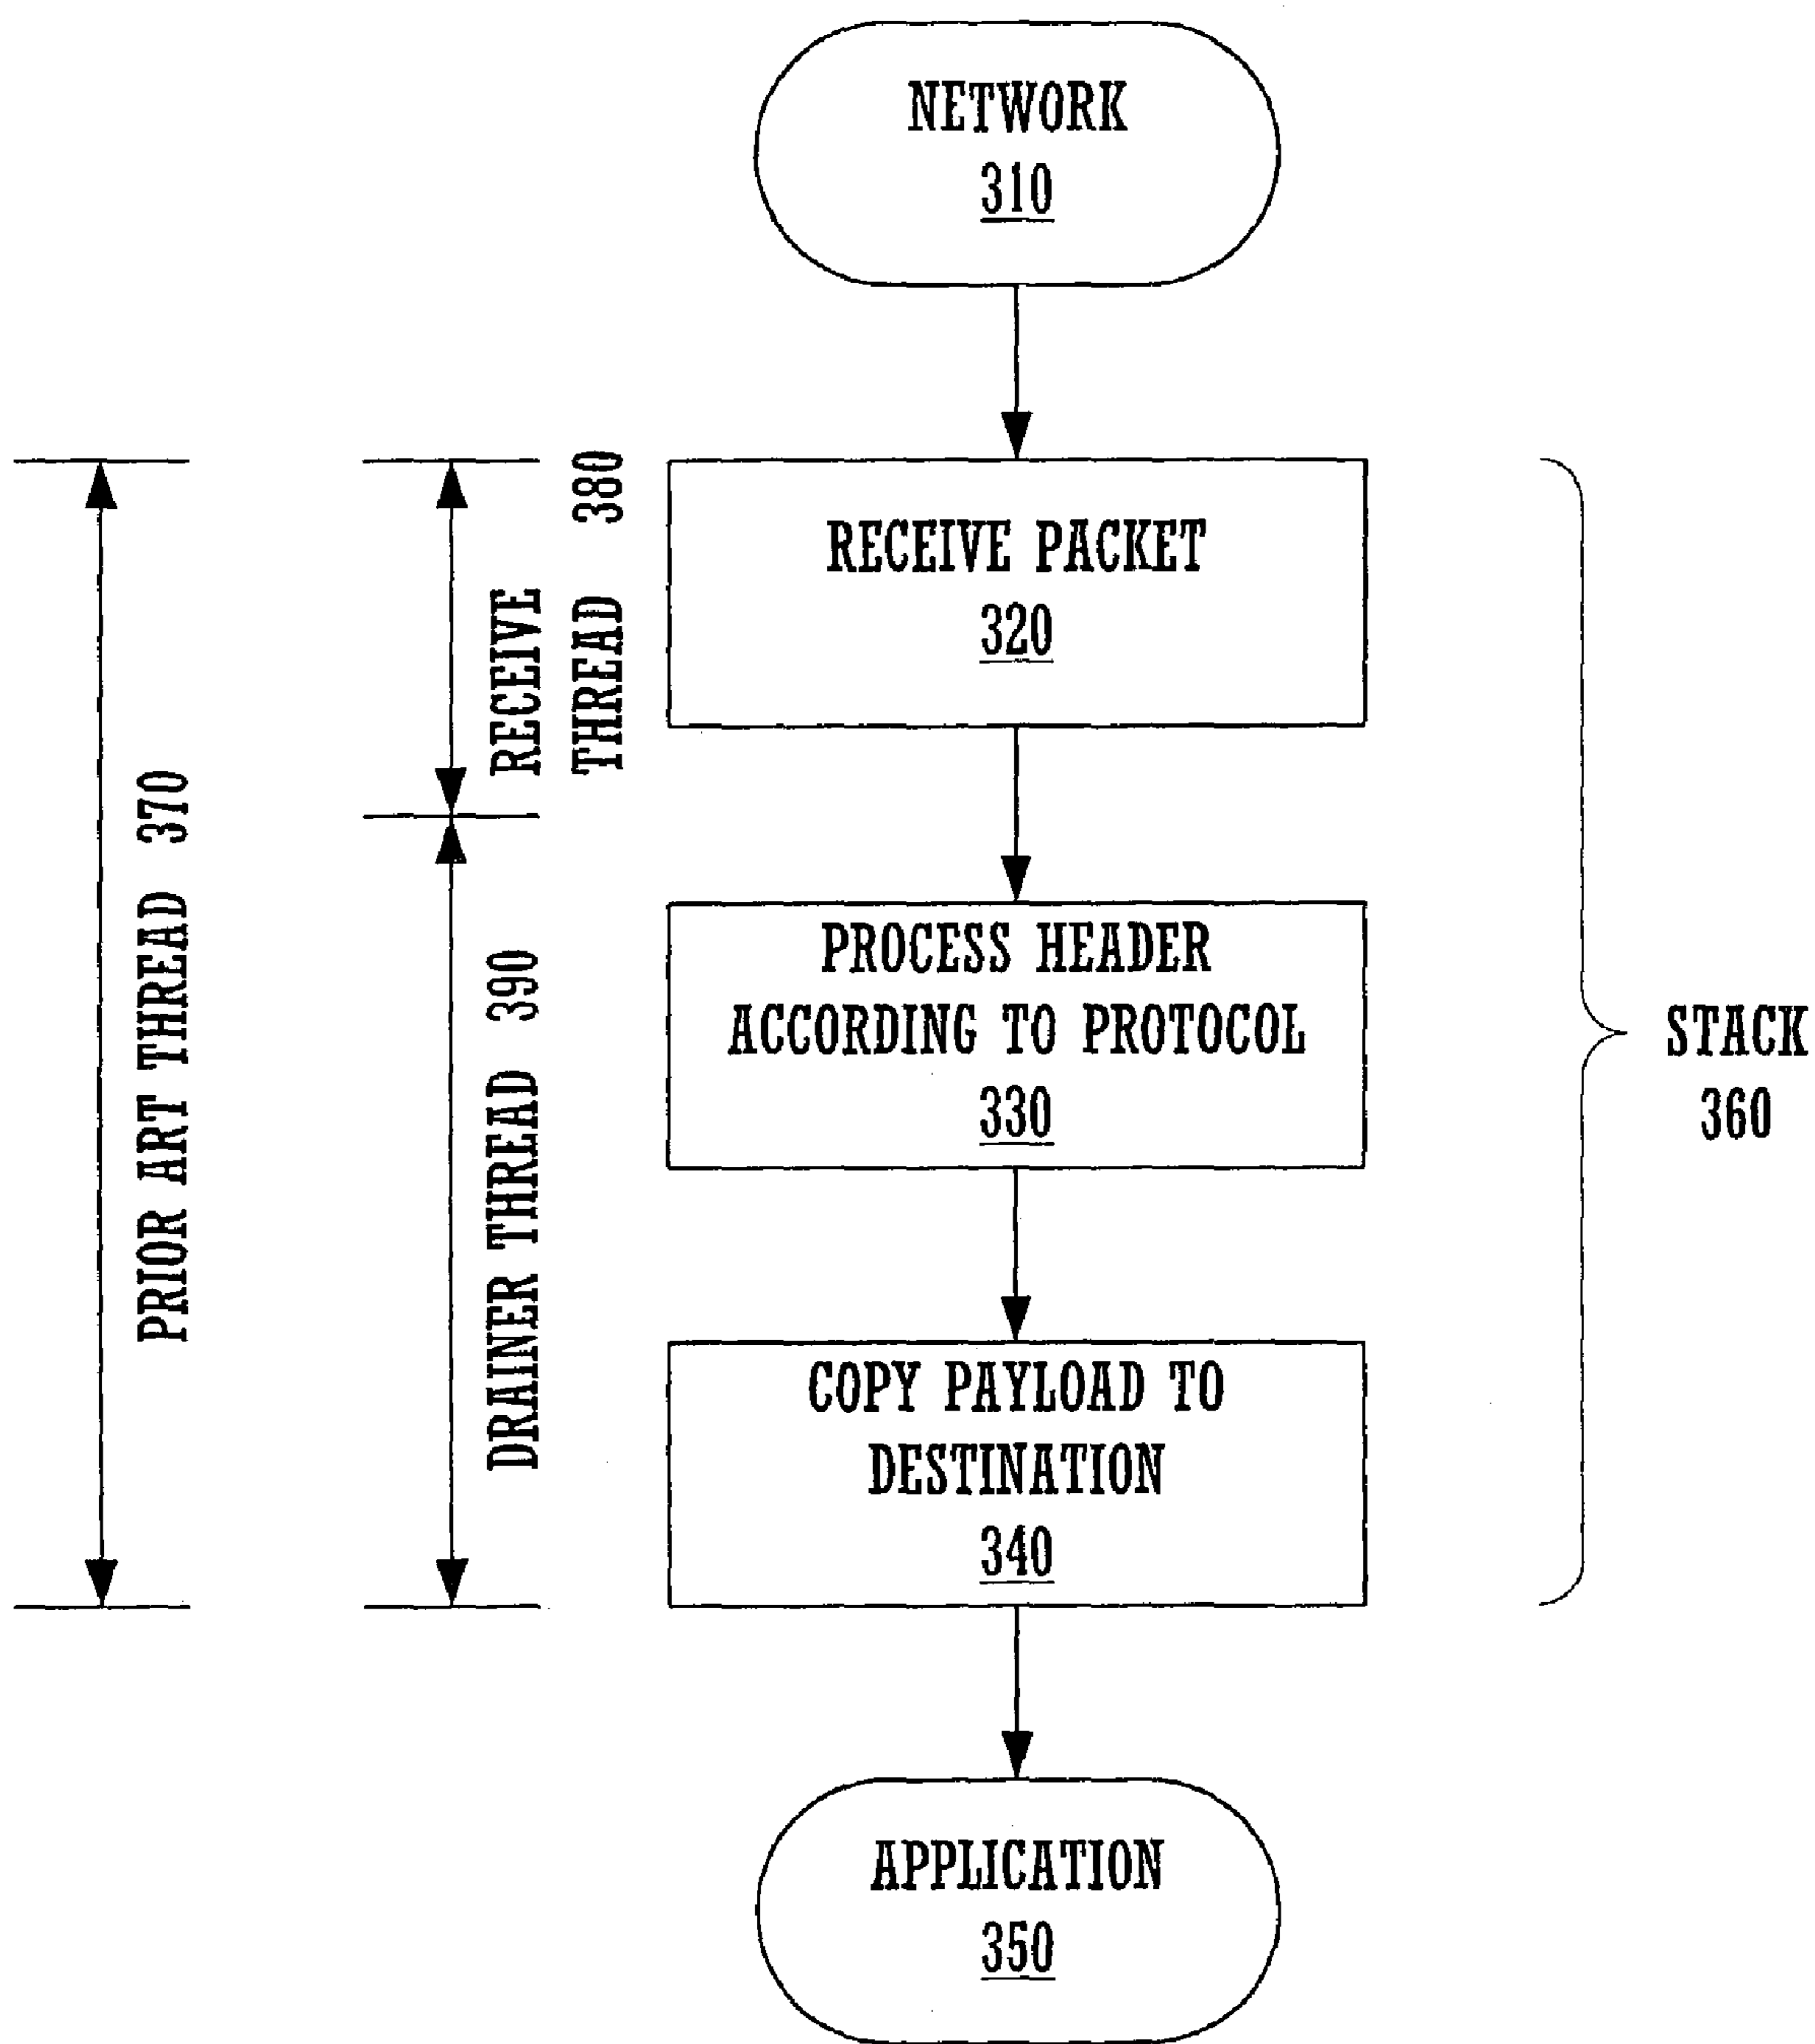 NETWORK
310
RECEIVE PACKET
320
PROCESS HEADER
ACCORDING TO PROTOCOL
330
COPY PAYLOAD TO
DESTINATION
340
APPLICATION
350
STACK
360
PRIOR ART THREAD 370
RECEIVE
THREAD 380
DRAINER THREAD 390